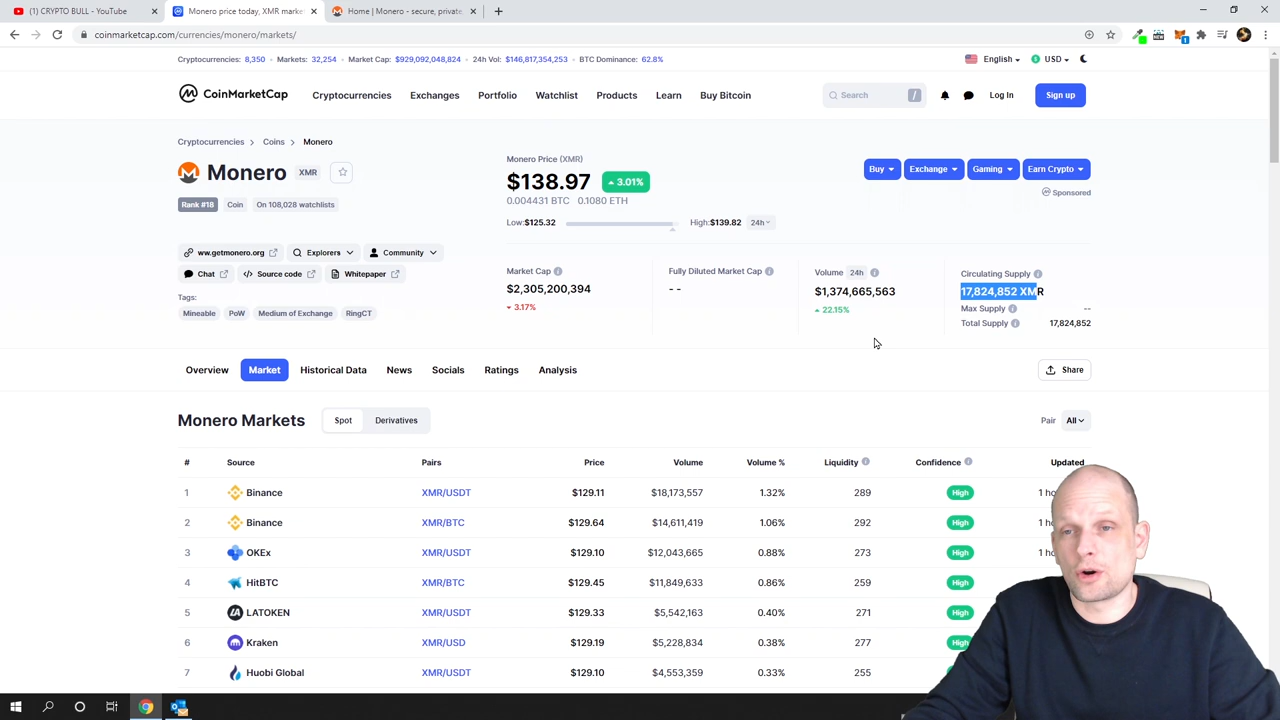 (1) CRYPTO BULL - YouTube
Monero price today, XMR marke
Home | Monero - secure, private
coinmarketcap.com/currencies/monero/markets/
Cryptocurrencies: 8,350 · Markets: 32,254 · Market Cap: $929,092,048,824 · 24h Vol: $146,817,354,253 · BTC Dominance: 62.8%
English USD
CoinMarketCap
Cryptocurrencies Exchanges Portfolio Watchlist Products Learn Buy Bitcoin
Search / Log In Sign up
Cryptocurrencies > Coins > Monero
Monero XMR
Rank #18 Coin On 108,028 watchlists
Monero Price (XMR)
$138.97 3.01%
0.004431 BTC 0.1080 ETH
Low:$125.32 High:$139.82 24h
Buy Exchange Gaming Earn Crypto
Sponsored
ww.getmonero.org Explorers Community
Chat Source code Whitepaper
Tags:
Mineable PoW Medium of Exchange RingCT
Market Cap
$2,305,200,394
3.17%
Fully Diluted Market Cap
- -
Volume 24h
$1,374,665,563
22.15%
Circulating Supply
17,824,852 XMR
Max Supply --
Total Supply 17,824,852
Overview Market Historical Data News Socials Ratings Analysis
Share
Monero Markets Spot Derivatives
Pair All
# Source Pairs Price Volume Volume % Liquidity Confidence Updated
1 Binance XMR/USDT $129.11 $18,173,557 1.32% 289 High 1 ho
2 Binance XMR/BTC $129.64 $14,611,419 1.06% 292 High 1 ho
3 OKEx XMR/USDT $129.10 $12,043,665 0.88% 273 High 1 ho
4 HitBTC XMR/BTC $129.45 $11,849,633 0.86% 259 High
5 LATOKEN XMR/USDT $129.33 $5,542,163 0.40% 271 High
6 Kraken XMR/USD $129.19 $5,228,834 0.38% 277 High
7 Huobi Global XMR/USDT $129.10 $4,553,359 0.33% 255